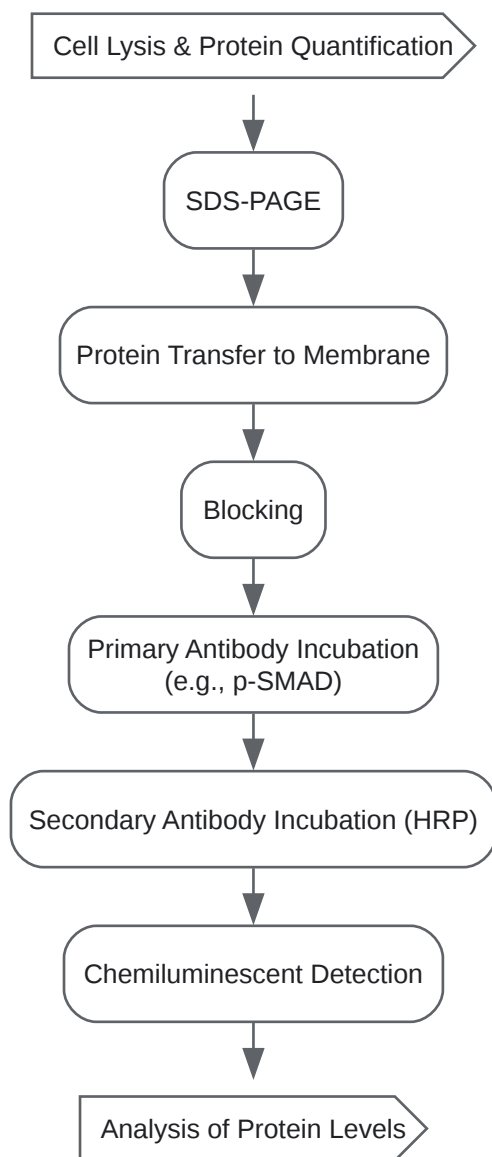 Cell Lysis & Protein Quantification
SDS-PAGE
Protein Transfer to Membrane
Blocking
Primary Antibody Incubation
(e.g., p-SMAD)
Secondary Antibody Incubation (HRP)
Chemiluminescent Detection
Analysis of Protein Levels